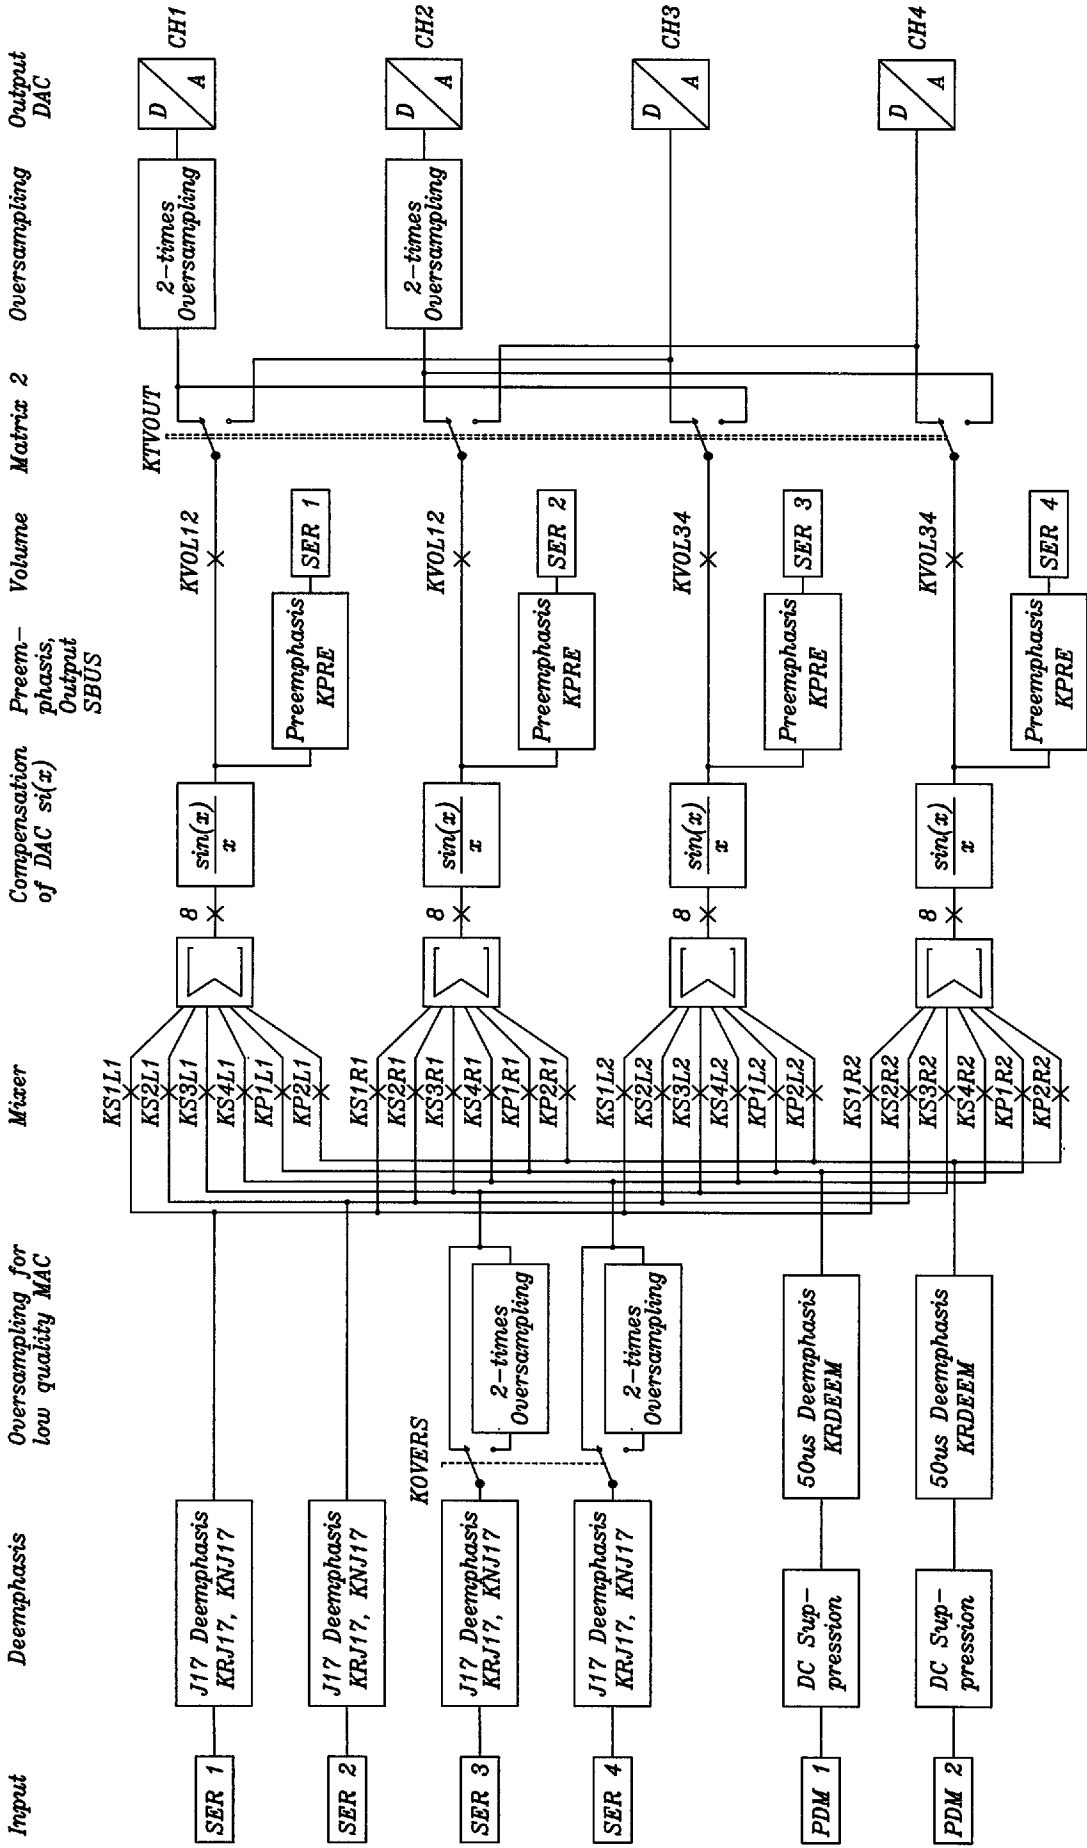 Input
Deemphasis
Oversampling for
low quality MAC
Mixer
Compensation
of DAC si(x)
Preem-
phasis,
Output
SBUS
Volume
Matrix 2
Oversampling
Output
DAC
SER 1
J17 Deemphasis
KRJ17, KNJ17
SER 2
J17 Deemphasis
KRJ17, KNJ17
SER 3
J17 Deemphasis
KRJ17, KNJ17
KOVERS
2-times
Oversampling
SER 4
J17 Deemphasis
KRJ17, KNJ17
2-times
Oversampling
PDM 1
DC Sup-
pression
50us Deemphasis
KRDEEM
PDM 2
DC Sup-
pression
50us Deemphasis
KRDEEM
KS1L1
KS2L1
KS3L1
KS4L1
KP1L1
KP2L1
8
sin(x)
x
Preemphasis
KPRE
SER 1
KVOL12
KTVOUT
2-times
Oversampling
D
A
CH1
KS1R1
KS2R1
KS3R1
KS4R1
KP1R1
KP2R1
8
sin(x)
x
Preemphasis
KPRE
SER 2
KVOL12
2-times
Oversampling
D
A
CH2
KS1L2
KS2L2
KS3L2
KS4L2
KP1L2
KP2L2
8
sin(x)
x
Preemphasis
KPRE
SER 3
KVOL34
D
A
CH3
KS1R2
KS2R2
KS3R2
KS4R2
KP1R2
KP2R2
8
sin(x)
x
Preemphasis
KPRE
SER 4
KVOL34
D
A
CH4